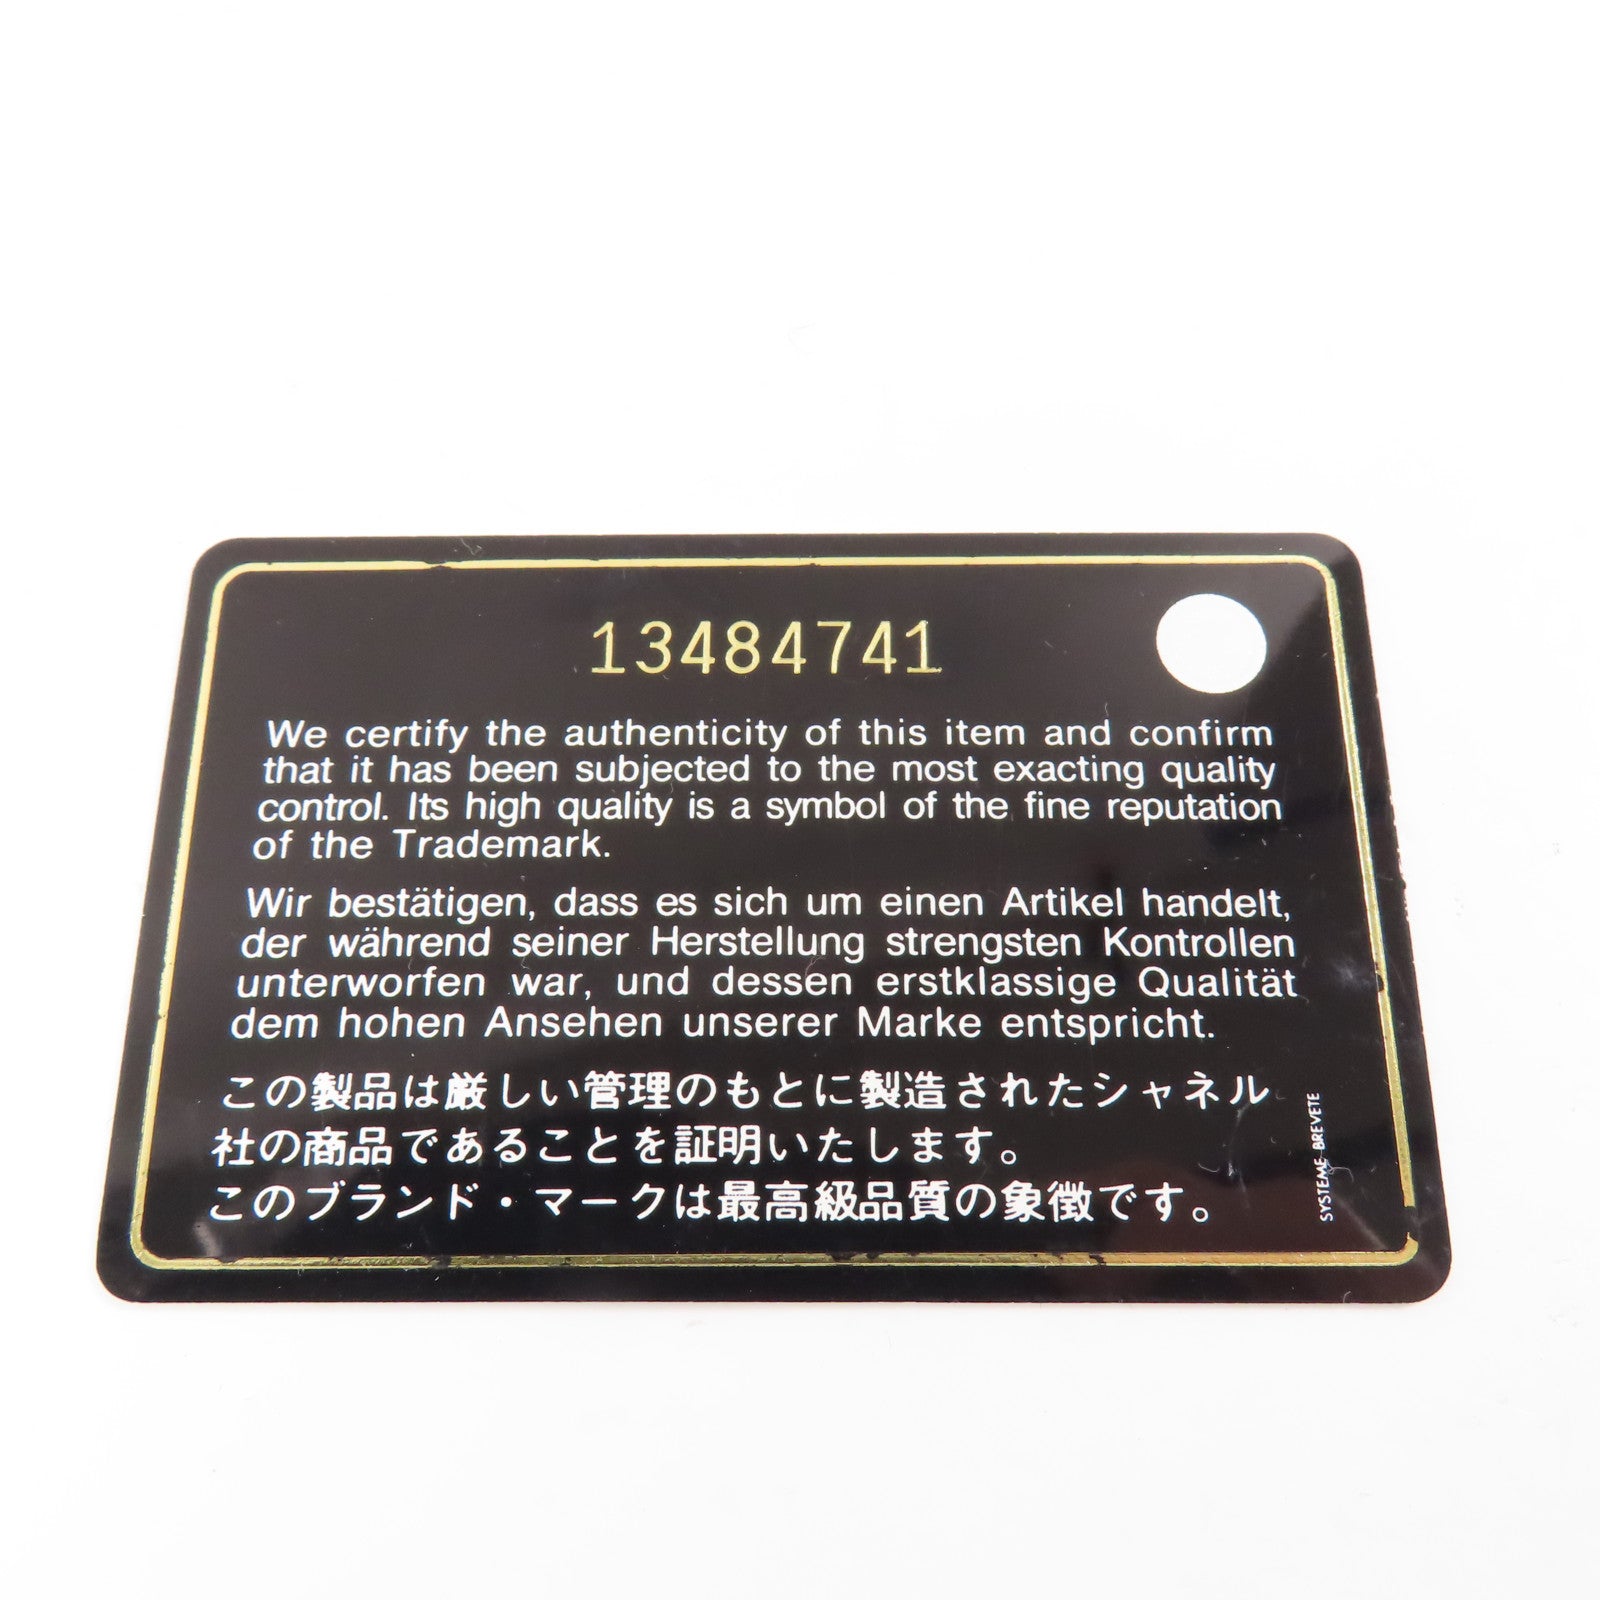 13484741
We certify the authenticity of this item and confirm
that it has been subjected to the most exacting quality
control. Its high quality is a symbol of the fine reputation
of the Trademark.
Wir bestätigen, dass es sich um einen Artikel handelt,
der während seiner Herstellung strengsten Kontrollen
unterworfen war, und dessen erstklassige Qualität
dem hohen Ansehen unserer Marke entspricht.
この製品は厳しい管理のもとに製造されたシャネル
社の商品であることを証明いたします。
このブランド・マークは最高級品質の象徴です。
SYSTEME BREVETE